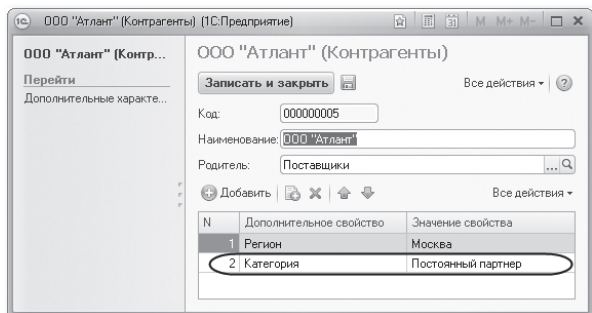 ООО "Атлант" (Контрагенты) (1С:Предприятие) M M+ M-
ООО "Атлант" (Контр...
Перейти
Дополнительные характе...
ООО "Атлант" (Контрагенты)
Записать и закрыть Все действия
Код: 000000005
Наименование: ООО "Атлант"
Родитель: Поставщики ...
Добавить Все действия
N Дополнительное свойство Значение свойства
1 Регион Москва
2 Категория Постоянный партнер